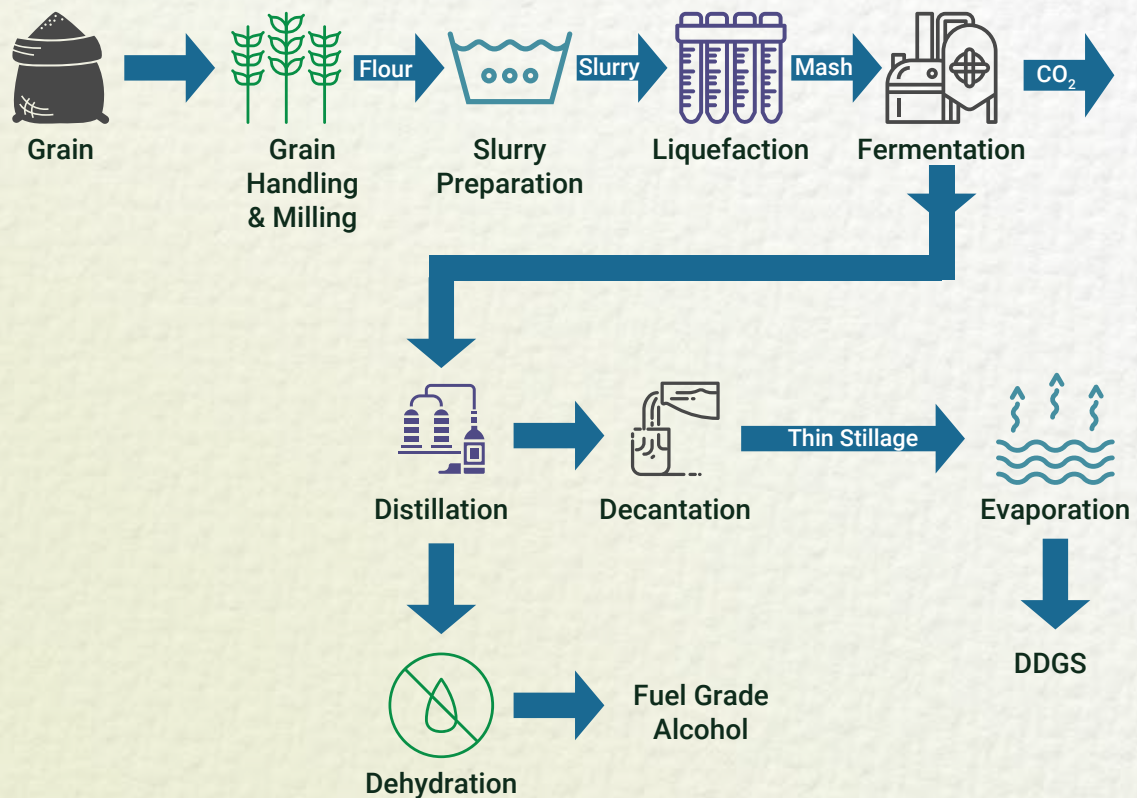 Flour
Slurry
Mash
CO₂
Grain
Grain
Handling
& Milling
Slurry
Preparation
Liquefaction
Fermentation
Thin Stillage
Distillation
Decantation
Evaporation
DDGS
Fuel Grade
Alcohol
Dehydration